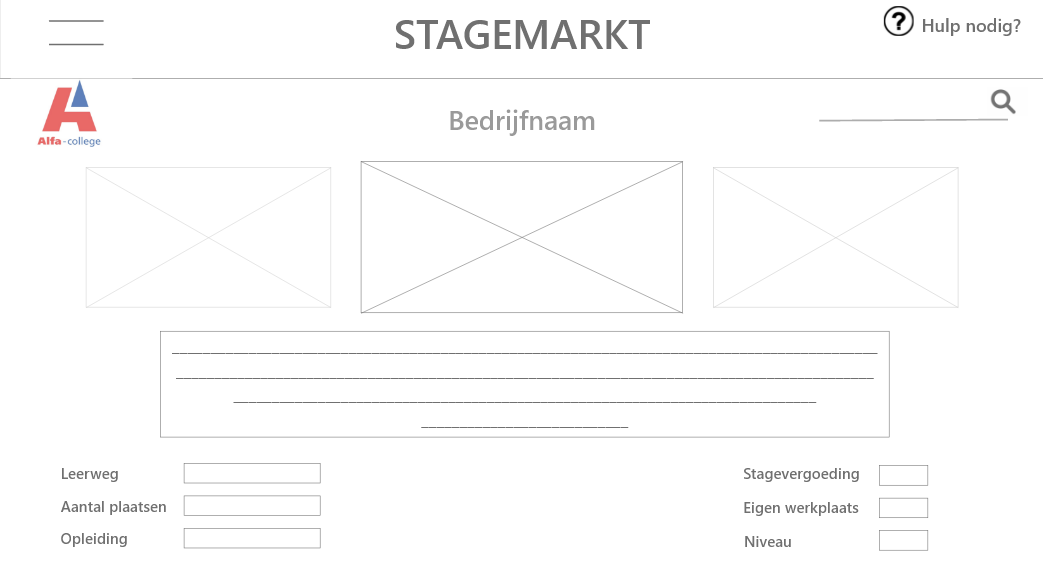 STAGEMARKT
Hulp nodig?
Alfa-college
Bedrijfnaam
Leerweg
Aantal plaatsen
Opleiding
Stagevergoeding
Eigen werkplaats
Niveau